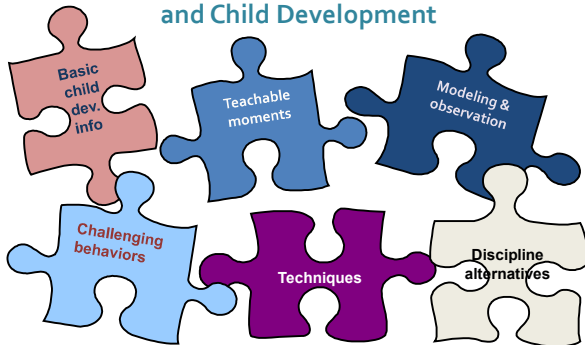 and Child Development
Basic
child
dev.
info
Teachable
moments
Modeling &
observation
Challenging
behaviors
Techniques
Discipline
alternatives